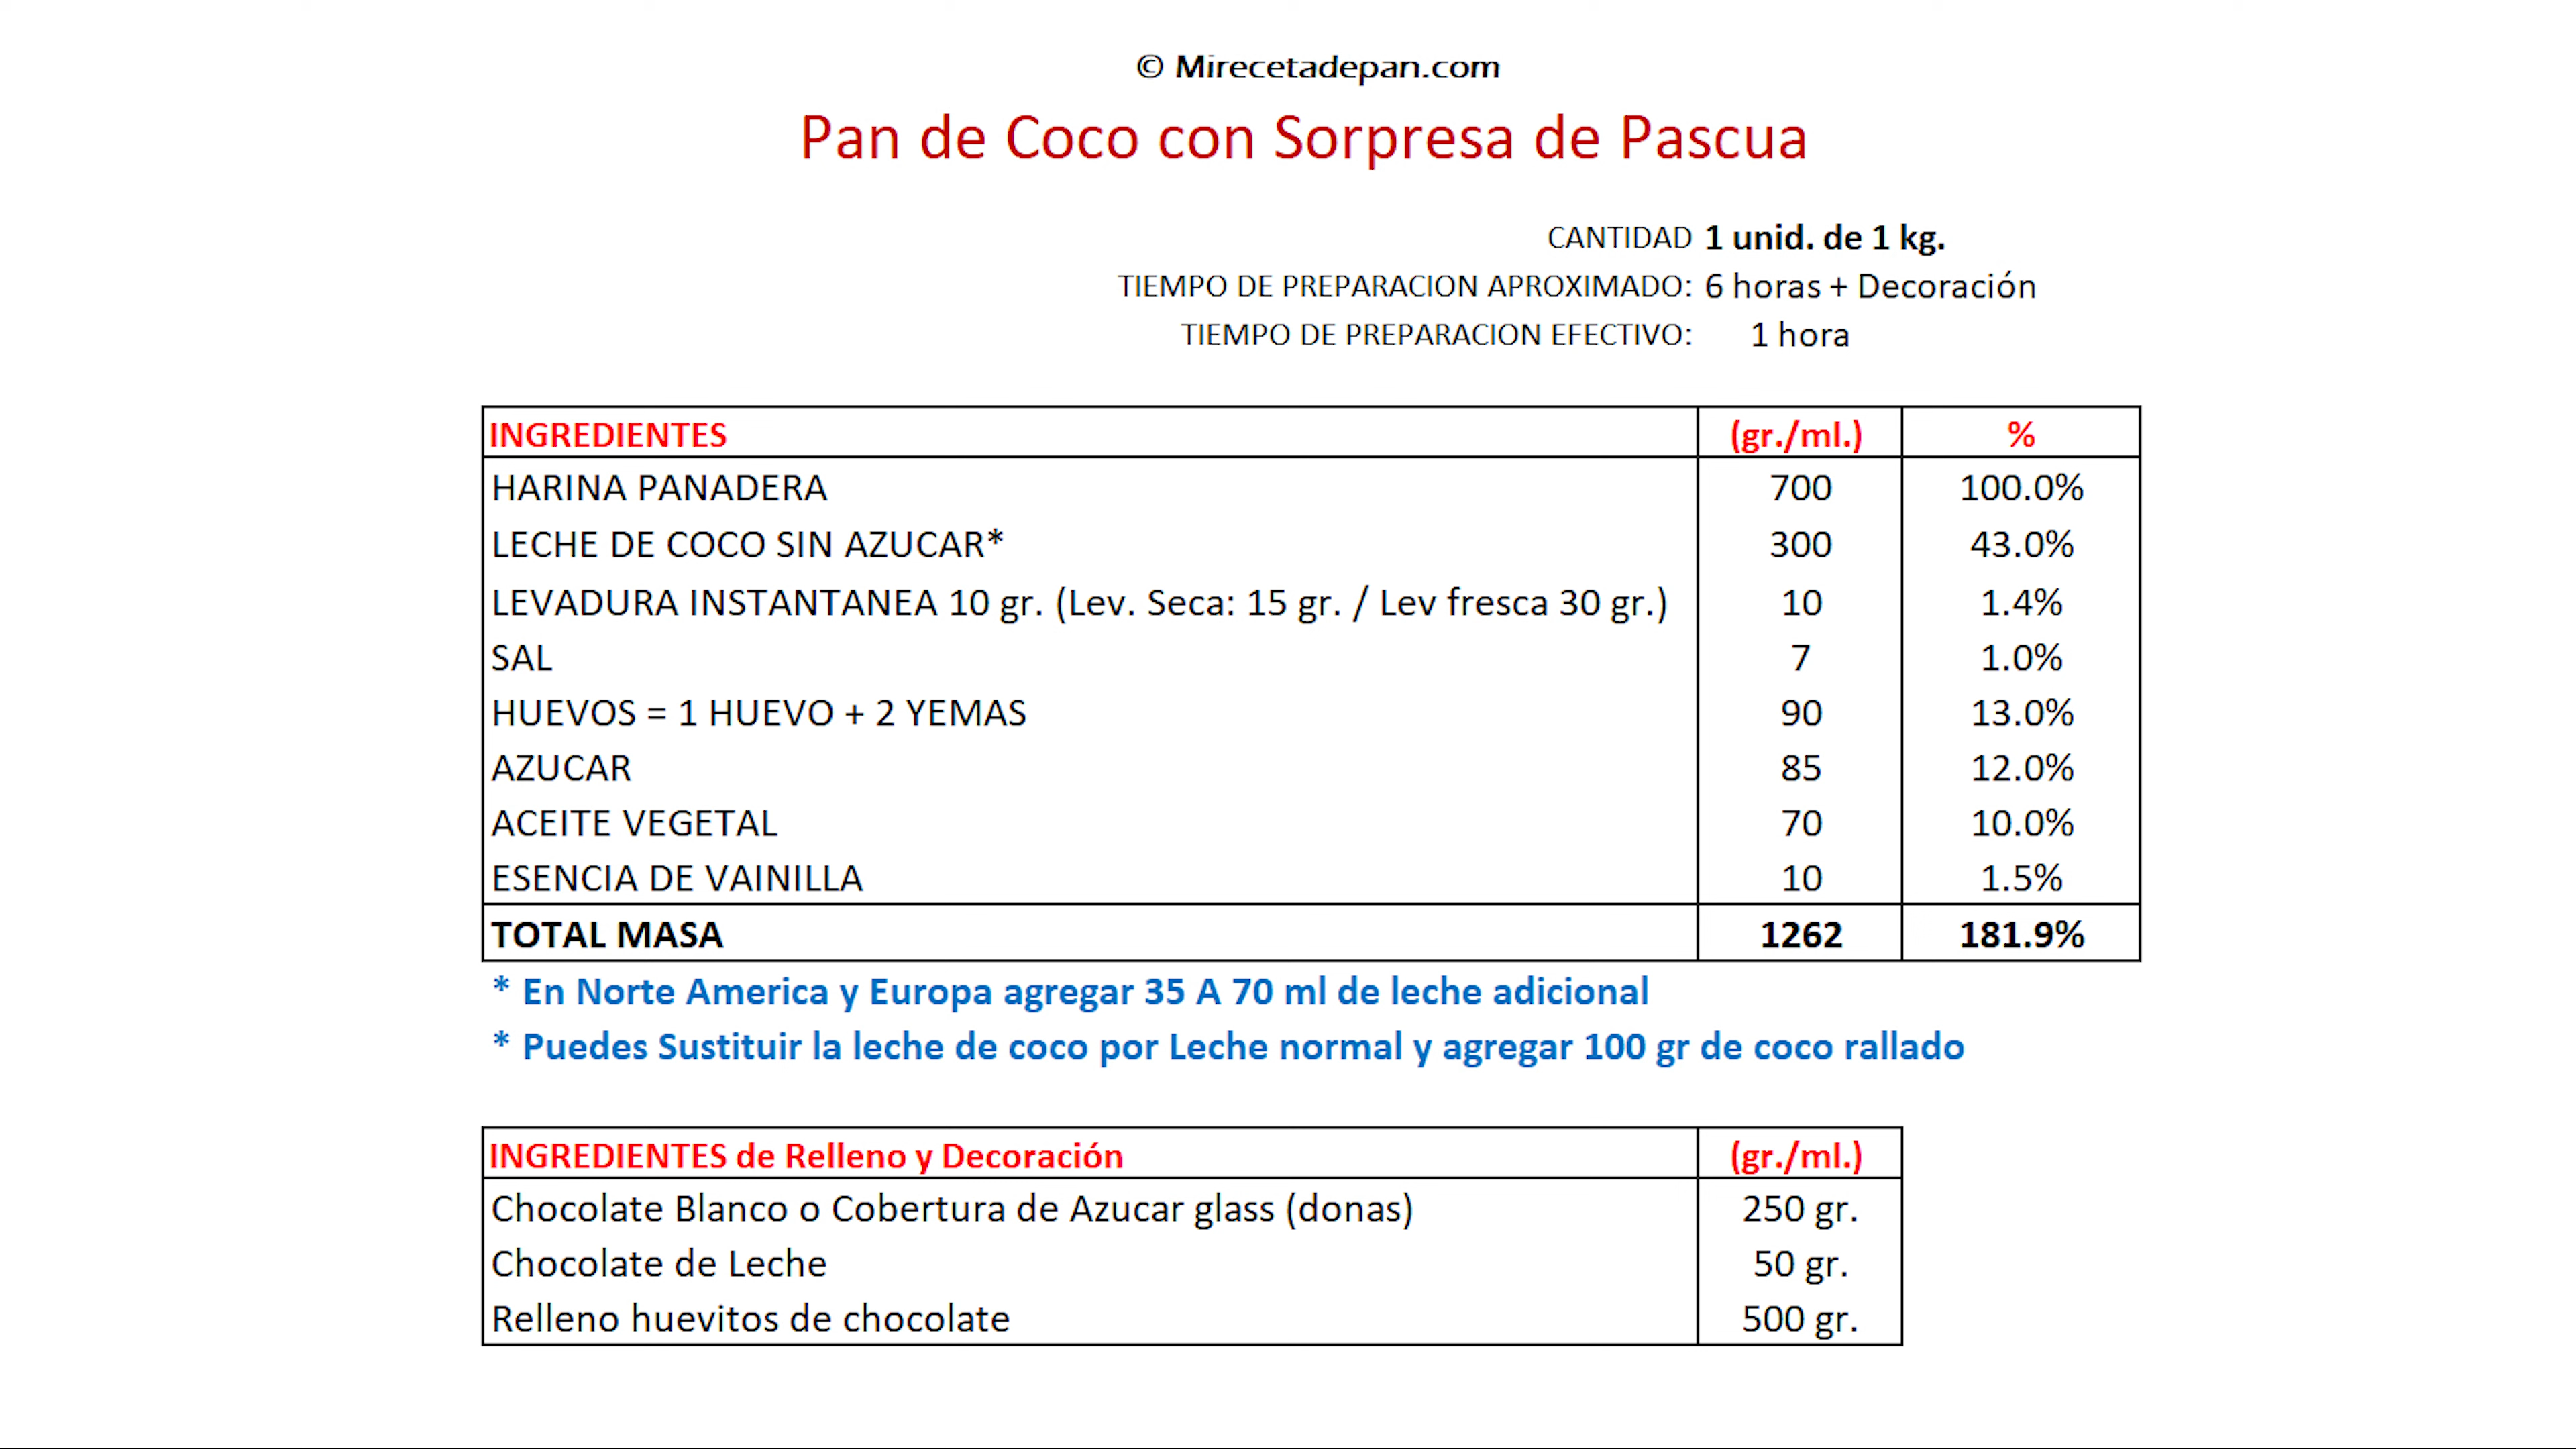 © Mirecetadepan.com
Pan de Coco con Sorpresa de Pascua
CANTIDAD 1 unid. de 1 kg.
TIEMPO DE PREPARACION APROXIMADO: 6 horas + Decoración
TIEMPO DE PREPARACION EFECTIVO: 1 hora
INGREDIENTES (gr./ml.) %
HARINA PANADERA 700 100.0%
LECHE DE COCO SIN AZUCAR* 300 43.0%
LEVADURA INSTANTANEA 10 gr. (Lev. Seca: 15 gr. / Lev fresca 30 gr.) 10 1.4%
SAL 7 1.0%
HUEVOS = 1 HUEVO + 2 YEMAS 90 13.0%
AZUCAR 85 12.0%
ACEITE VEGETAL 70 10.0%
ESENCIA DE VAINILLA 10 1.5%
TOTAL MASA 1262 181.9%
* En Norte America y Europa agregar 35 A 70 ml de leche adicional
* Puedes Sustituir la leche de coco por Leche normal y agregar 100 gr de coco rallado
INGREDIENTES de Relleno y Decoración (gr./ml.)
Chocolate Blanco o Cobertura de Azucar glass (donas) 250 gr.
Chocolate de Leche 50 gr.
Relleno huevitos de chocolate 500 gr.